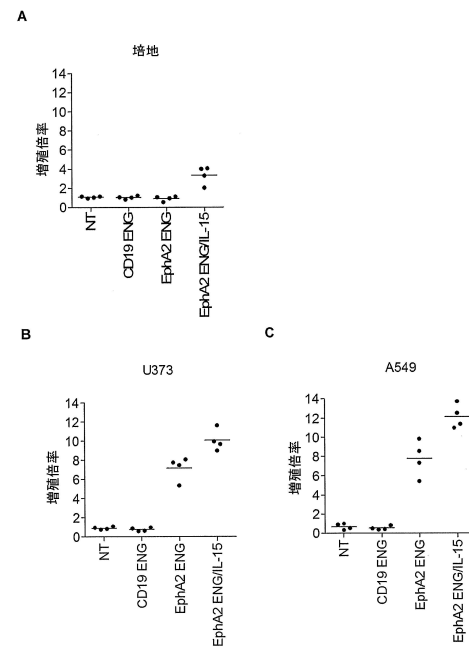 A
培地
増殖倍率
14
12
10
8
6
4
2
0
NT
CD19 ENG
EphA2 ENG
EphA2 ENG/IL-15
B
U373
増殖倍率
14
12
10
8
6
4
2
0
NT
CD19 ENG
EphA2 ENG
EphA2 ENG/IL-15
C
A549
増殖倍率
14
12
10
8
6
4
2
0
NT
CD19 ENG
EphA2 ENG
EphA2 ENG/IL-15